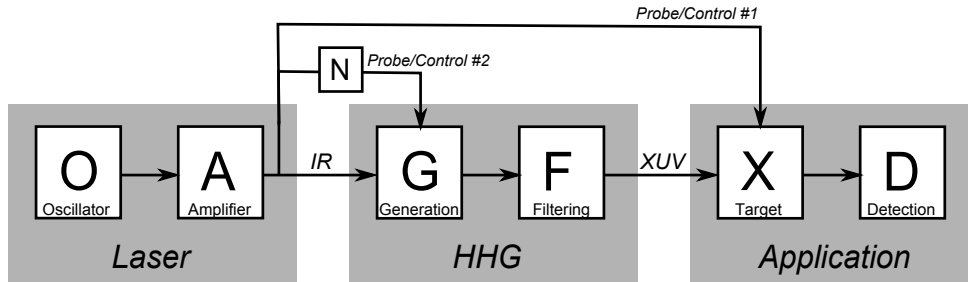 Probe/Control #1
N
Probe/Control #2
O
Oscillator
A
Amplifier
IR
G
Generation
F
Filtering
XUV
X
Target
D
Detection
Laser
HHG
Application